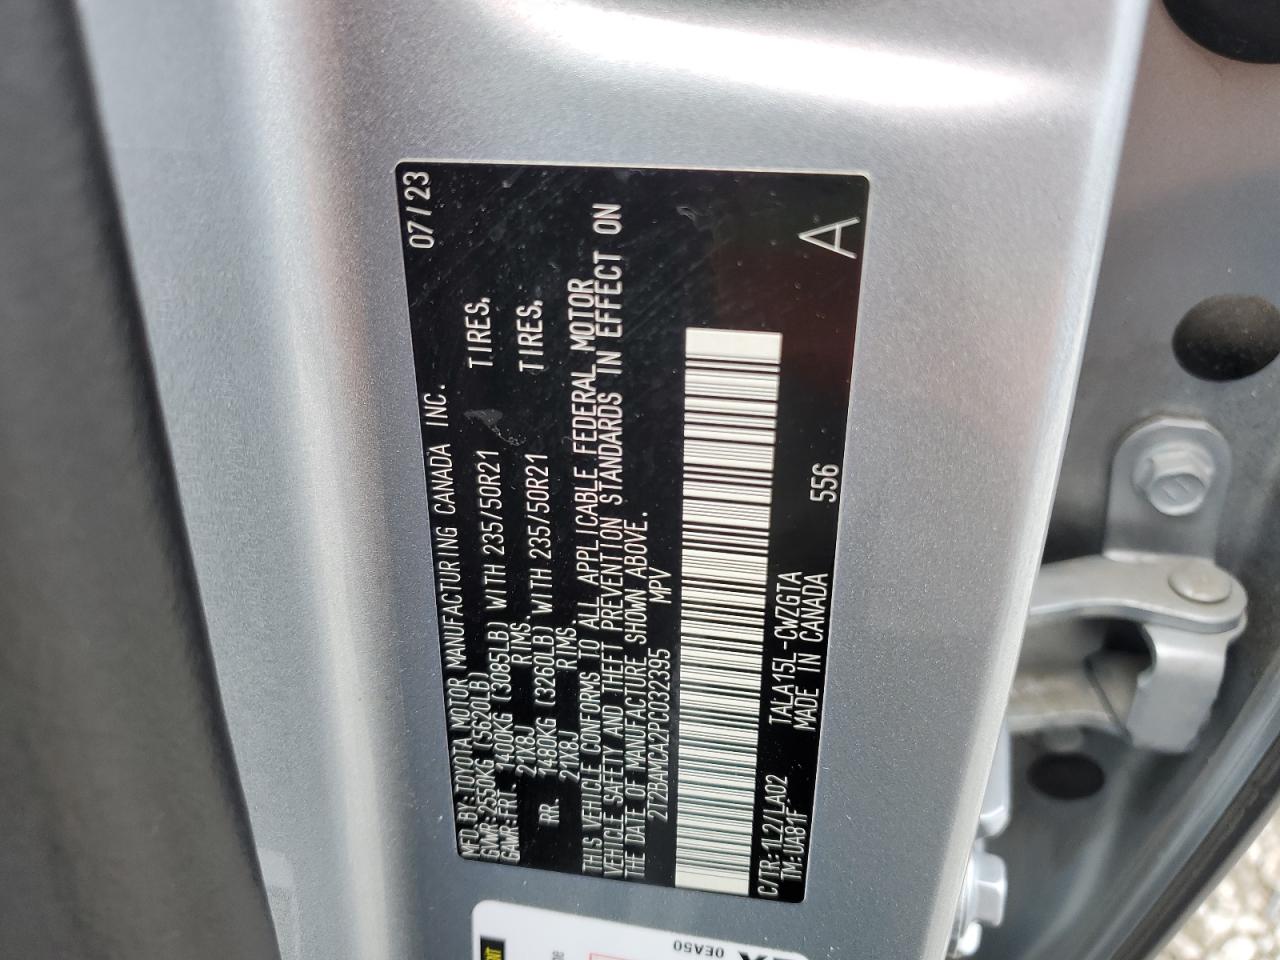 MFD.BY:TOYOTA MOTOR MANUFACTURING CANADA INC. 07/23
GVWR:2550KG (5620LB)
GAWR:FRT. 1400KG (3085LB) WITH 235/50R21 TIRES.
21X8J RIMS.
RR. 1480KG (3260LB) WITH 235/50R21 TIRES.
21X8J RIMS.
THIS VEHICLE CONFORMS TO ALL APPLICABLE FEDERAL MOTOR
VEHICLE SAFETY AND THEFT PREVENTION STANDARDS IN EFFECT ON
THE DATE OF MANUFACTURE SHOWN ABOVE.
2T2BAMCA2PC032395 MPV
C/TR:1L2/LA02 TALA15L-CWZGTA 556 A
TM:UA81F MADE IN CANADA
0EA50